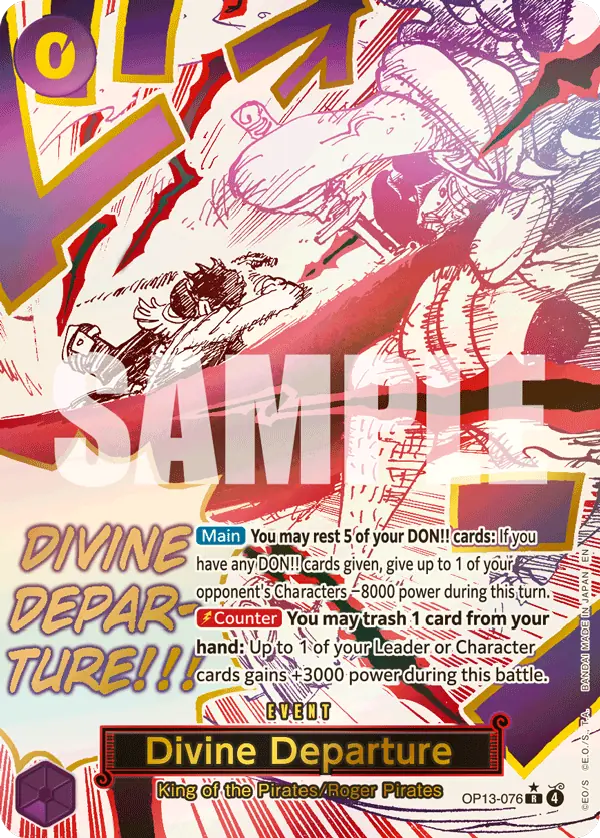 0
SAMPLE
DIVINE
DEPAR-
TURE!!!
Main You may rest 5 of your DON!! cards: If you
have any DON!! cards given, give up to 1 of your
opponent's Characters −8000 power during this turn.
Counter You may trash 1 card from your
hand: Up to 1 of your Leader or Character
cards gains +3000 power during this battle.
EVENT
Divine Departure
King of the Pirates/Roger Pirates
OP13-076 R 4
©E.O/S ©E.O.S., T.A. BANDAI MADE IN JAPAN EN